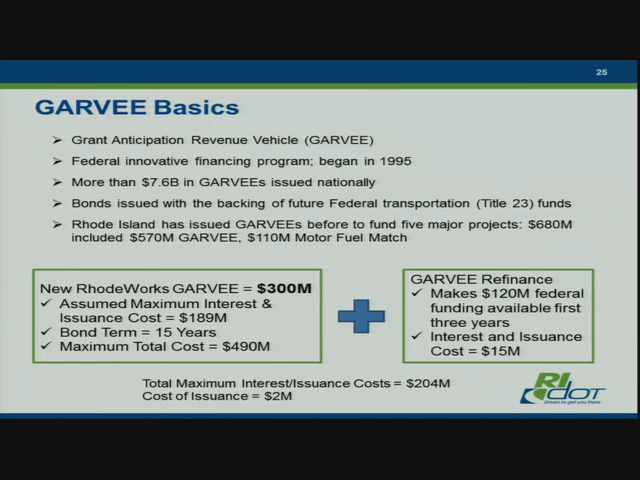 25
GARVEE Basics
➢ Grant Anticipation Revenue Vehicle (GARVEE)
➢ Federal innovative financing program; began in 1995
➢ More than $7.6B in GARVEEs issued nationally
➢ Bonds issued with the backing of future Federal transportation (Title 23) funds
➢ Rhode Island has issued GARVEEs before to fund five major projects: $680M
included $570M GARVEE, $110M Motor Fuel Match
New RhodeWorks GARVEE = $300M
✓ Assumed Maximum Interest &
Issuance Cost = $189M
✓ Bond Term = 15 Years
✓ Maximum Total Cost = $490M
GARVEE Refinance
✓ Makes $120M federal
funding available first
three years
✓ Interest and Issuance
Cost = $15M
Total Maximum Interest/Issuance Costs = $204M
Cost of Issuance = $2M
RI
DOT
Driven to get you there